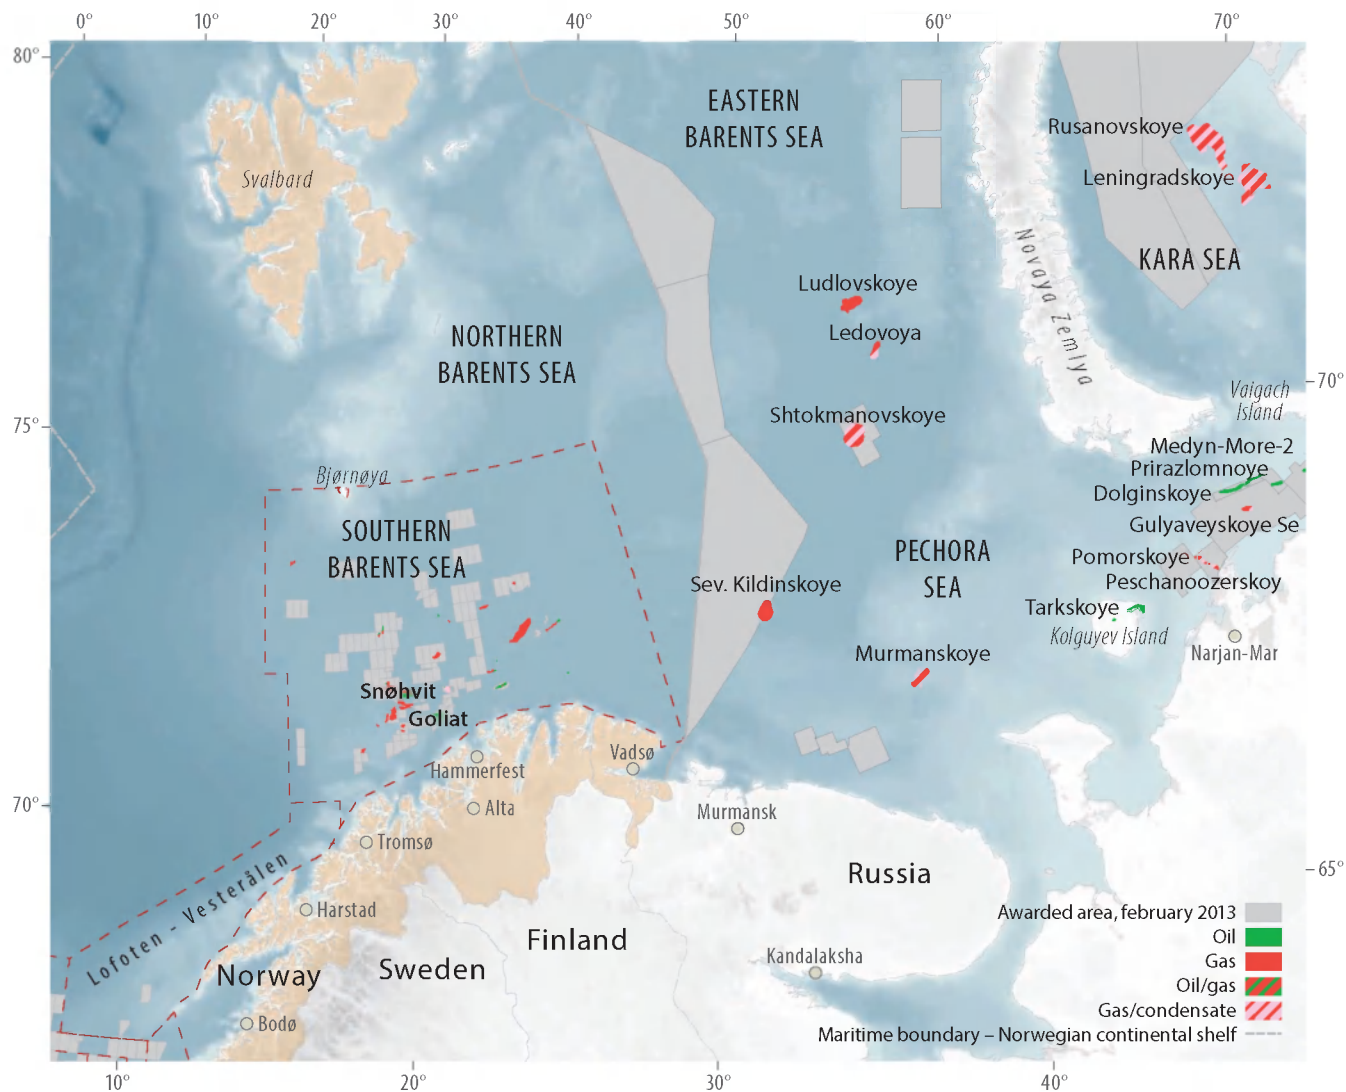 0°
10°
20°
30°
40°
50°
60°
70°
80°
EASTERN
BARENTS SEA
Rusanovskoye
Leningradskoye
Svalbard
KARA SEA
Novaya Zemlya
Ludlovskoye
Ledovoya
NORTHERN
BARENTS SEA
70°
Vaigach
Island
Shtokmanovskoye
75°
Medyn-More-2
Prirazlomnoye
Dolginskoye
Bjørnøya
Gulyaveyskoye Se
SOUTHERN
BARENTS SEA
PECHORA
SEA
Pomorskoye
Peschanoozerskoy
Sev. Kildinskoye
Tarkskoye
Kolguyev Island
Narjan-Mar
Murmanskoye
Snøhvit
Goliat
Vadsø
Hammerfest
70°
Alta
Murmansk
Tromsø
Lofoten - Vesterålen
Russia
65°
Harstad
Finland
Sweden
Norway
Kandalaksha
Bodø
Awarded area, february 2013
Oil
Gas
Oil/gas
Gas/condensate
Maritime boundary – Norwegian continental shelf
10°
20°
30°
40°